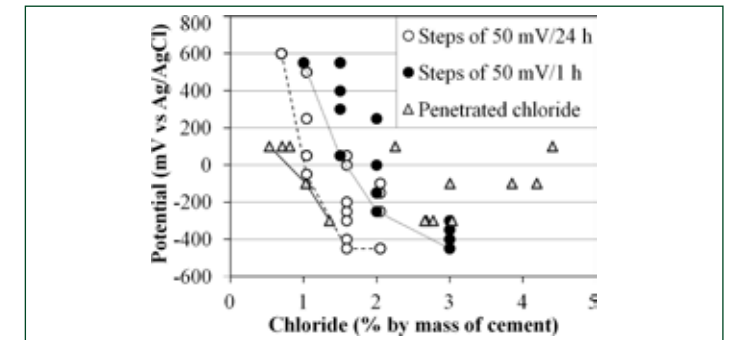 800
600
400
200
0
-200
-400
-600
Potential (mV vs Ag/AgCl)
Steps of 50 mV/24 h
Steps of 50 mV/1 h
Penetrated chloride
0 1 2 3 4 5
Chloride (% by mass of cement)